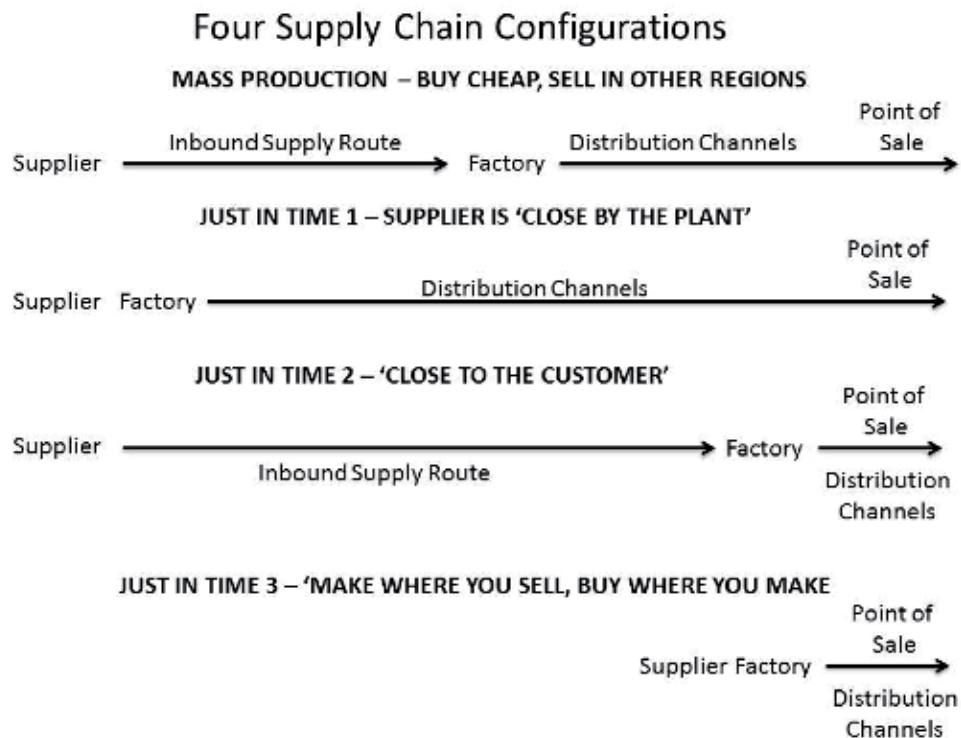 Four Supply Chain Configurations
MASS PRODUCTION – BUY CHEAP, SELL IN OTHER REGIONS
Supplier
Inbound Supply Route
Factory
Distribution Channels
Point of
Sale
JUST IN TIME 1 – SUPPLIER IS ‘CLOSE BY THE PLANT’
Supplier Factory
Distribution Channels
Point of
Sale
JUST IN TIME 2 – ‘CLOSE TO THE CUSTOMER’
Supplier
Inbound Supply Route
Factory
Point of
Sale
Distribution
Channels
JUST IN TIME 3 – ‘MAKE WHERE YOU SELL, BUY WHERE YOU MAKE
Supplier Factory
Point of
Sale
Distribution
Channels